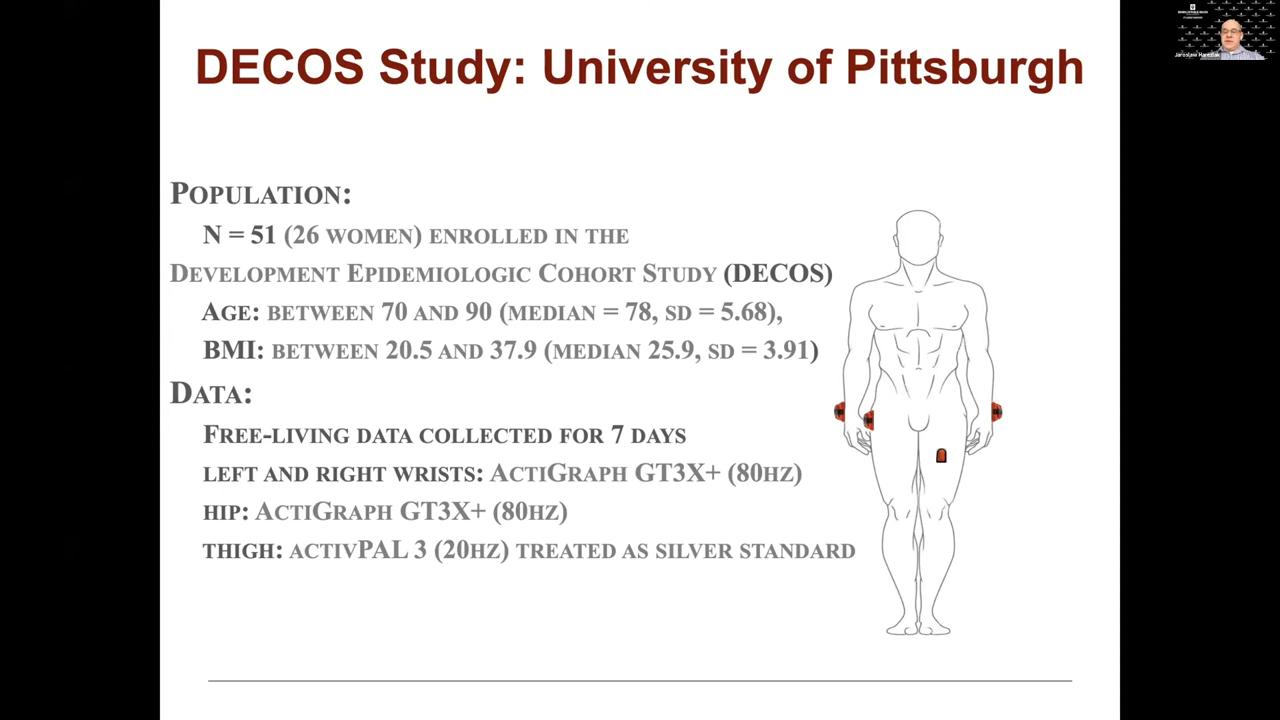 DECOS Study: University of Pittsburgh
POPULATION:
N = 51 (26 WOMEN) ENROLLED IN THE
DEVELOPMENT EPIDEMIOLOGIC COHORT STUDY (DECOS)
AGE: BETWEEN 70 AND 90 (MEDIAN = 78, SD = 5.68),
BMI: BETWEEN 20.5 AND 37.9 (MEDIAN 25.9, SD = 3.91)
DATA:
FREE-LIVING DATA COLLECTED FOR 7 DAYS
LEFT AND RIGHT WRISTS: ACTIGRAPH GT3X+ (80HZ)
HIP: ACTIGRAPH GT3X+ (80HZ)
THIGH: ACTIVPAL 3 (20HZ) TREATED AS SILVER STANDARD